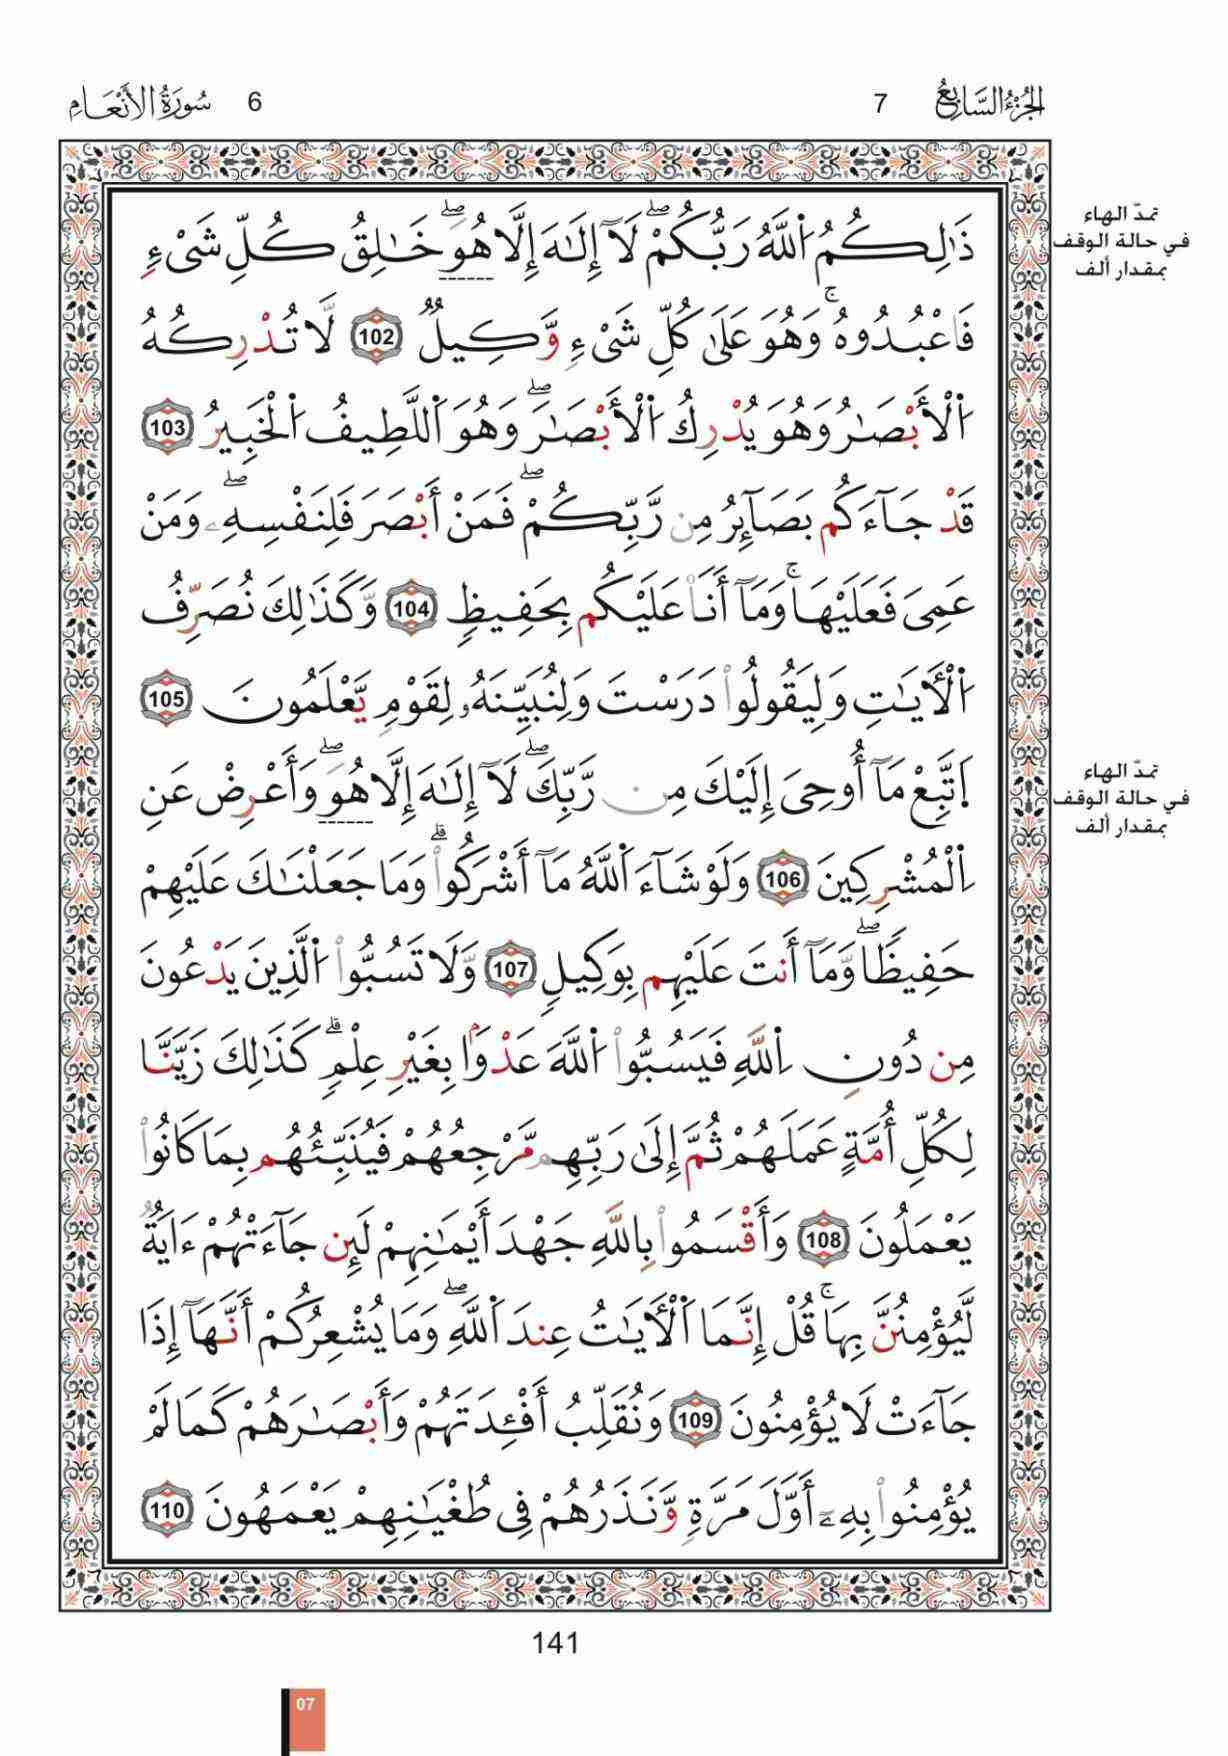 الجُزْءُ السَّابِعُ 7 6 سُورَةُ الأَنْعَامِ
ذَٰلِكُمُ ٱللَّهُ رَبُّكُمْۖ لَآ إِلَٰهَ إِلَّا هُوَۖ خَٰلِقُ كُلِّ شَىْءٍ
تمدّ الهاء
في حالة الوقف
بمقدار ألف
فَاعْبُدُوهُۚ وَهُوَ عَلَىٰ كُلِّ شَىْءٍ وَّكِيلٌ 102 لَّا تُدْرِكُهُ
ٱلْأَبْصَٰرُ وَهُوَ يُدْرِكُ ٱلْأَبْصَٰرَۖ وَهُوَ ٱللَّطِيفُ ٱلْخَبِيرُ 103
قَدْ جَآءَكُم بَصَآئِرُ مِن رَّبِّكُمْۖ فَمَنْ أَبْصَرَ فَلِنَفْسِهِۦۖ وَمَنْ
عَمِىَ فَعَلَيْهَاۚ وَمَآ أَنَا۠ عَلَيْكُم بِحَفِيظٍ 104 وَّكَذَٰلِكَ نُصَرِّفُ
ٱلْأَيَٰتِ وَلِيَقُولُوا۟ دَرَسْتَ وَلِنُبَيِّنَهُۥ لِقَوْمٍ يَّعْلَمُونَ 105
ٱتَّبِعْ مَآ أُوحِىَ إِلَيْكَ مِن رَّبِّكَۖ لَآ إِلَٰهَ إِلَّا هُوَۖ وَأَعْرِضْ عَنِ
تمدّ الهاء
في حالة الوقف
بمقدار ألف
ٱلْمُشْرِكِينَ 106 وَلَوْ شَآءَ ٱللَّهُ مَآ أَشْرَكُوا۟ۗ وَمَا جَعَلْنَٰكَ عَلَيْهِمْ
حَفِيظًاۖ وَّمَآ أَنتَ عَلَيْهِم بِوَكِيلٍ 107 وَّلَا تَسُبُّوا۟ ٱلَّذِينَ يَدْعُونَ
مِن دُونِ ٱللَّهِ فَيَسُبُّوا۟ ٱللَّهَ عَدْوَۢا بِغَيْرِ عِلْمٍۗ كَذَٰلِكَ زَيَّنَّا
لِكُلِّ أُمَّةٍ عَمَلَهُمْ ثُمَّ إِلَىٰ رَبِّهِم مَّرْجِعُهُمْ فَيُنَبِّئُهُم بِمَا كَانُوا۟
يَعْمَلُونَ 108 وَأَقْسَمُوا۟ بِاللَّهِ جَهْدَ أَيْمَٰنِهِمْ لَئِن جَآءَتْهُمْ ءَايَةٌ
لَّيُؤْمِنُنَّ بِهَاۚ قُلْ إِنَّمَا ٱلْأَيَٰتُ عِندَ ٱللَّهِۖ وَمَا يُشْعِرُكُمْ أَنَّهَآ إِذَا
جَآءَتْ لَا يُؤْمِنُونَ 109 وَنُقَلِّبُ أَفْـِٔدَتَهُمْ وَأَبْصَٰرَهُمْ كَمَا لَمْ
يُؤْمِنُوا۟ بِهِۦٓ أَوَّلَ مَرَّةٍ وَّنَذَرُهُمْ فِى طُغْيَٰنِهِمْ يَعْمَهُونَ 110
141
07